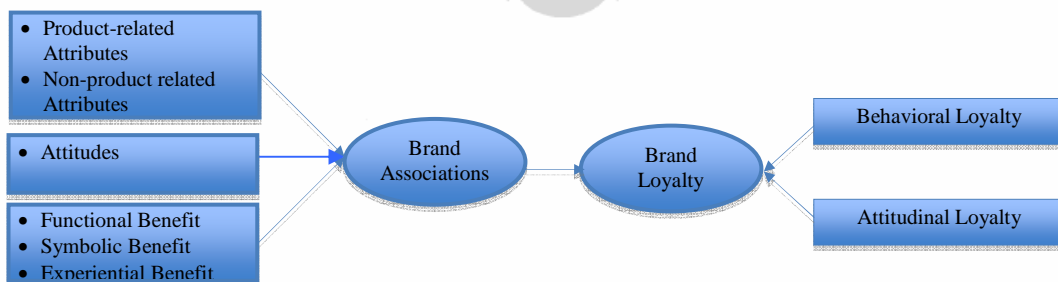 • Product-related
Attributes
• Non-product related
Attributes
• Attitudes
• Functional Benefit
• Symbolic Benefit
• Experiential Benefit
Brand
Associations
Brand
Loyalty
Behavioral Loyalty
Attitudinal Loyalty